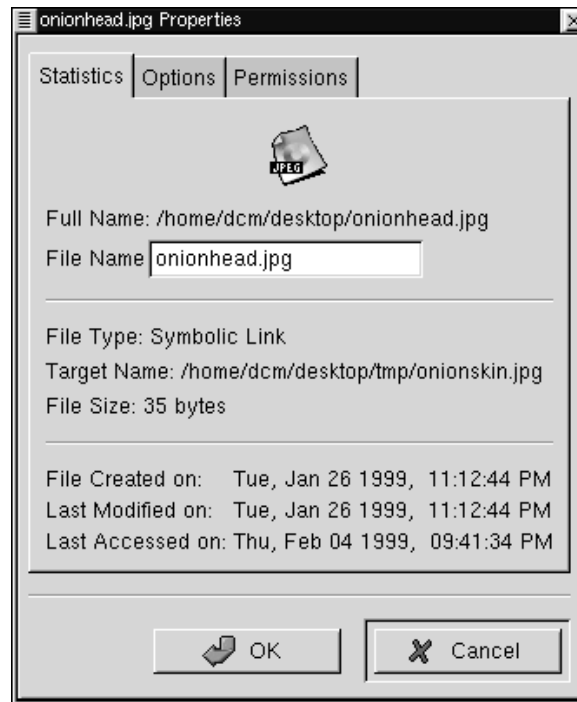 onionhead.jpg Properties
Statistics Options Permissions
JPEG
Full Name: /home/dcm/desktop/onionhead.jpg
File Name onionhead.jpg
File Type: Symbolic Link
Target Name: /home/dcm/desktop/tmp/onionskin.jpg
File Size: 35 bytes
File Created on: Tue, Jan 26 1999, 11:12:44 PM
Last Modified on: Tue, Jan 26 1999, 11:12:44 PM
Last Accessed on: Thu, Feb 04 1999, 09:41:34 PM
OK Cancel